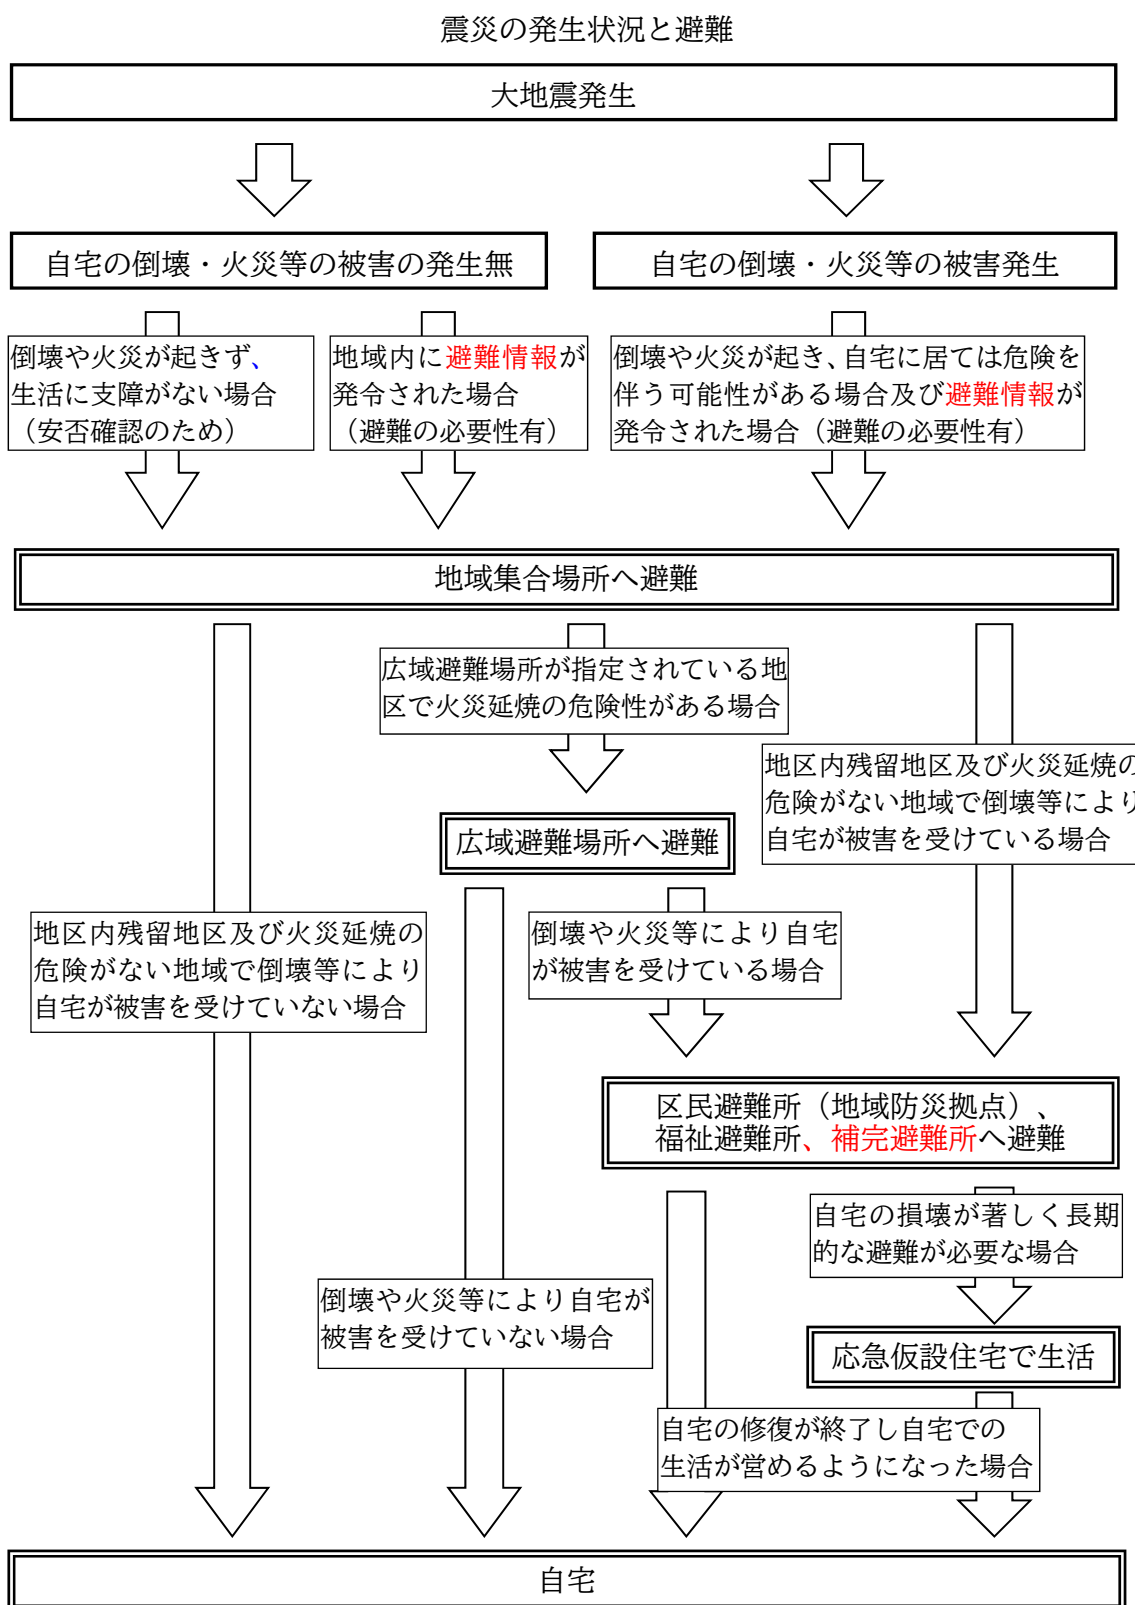 震災の発生状況と避難
大地震発生
自宅の倒壊・火災等の被害の発生無
自宅の倒壊・火災等の被害発生
倒壊や火災が起きず、
生活に支障がない場合
（安否確認のため）
地域内に避難情報が
発令された場合
（避難の必要性有）
倒壊や火災が起き、自宅に居ては危険を
伴う可能性がある場合及び避難情報が
発令された場合（避難の必要性有）
地域集合場所へ避難
広域避難場所が指定されている地
区で火災延焼の危険性がある場合
地区内残留地区及び火災延焼の
危険がない地域で倒壊等により
自宅が被害を受けている場合
広域避難場所へ避難
地区内残留地区及び火災延焼の
危険がない地域で倒壊等により
自宅が被害を受けていない場合
倒壊や火災等により自宅
が被害を受けている場合
区民避難所（地域防災拠点）、
福祉避難所、補完避難所へ避難
自宅の損壊が著しく長期
的な避難が必要な場合
倒壊や火災等により自宅が
被害を受けていない場合
応急仮設住宅で生活
自宅の修復が終了し自宅での
生活が営めるようになった場合
自宅